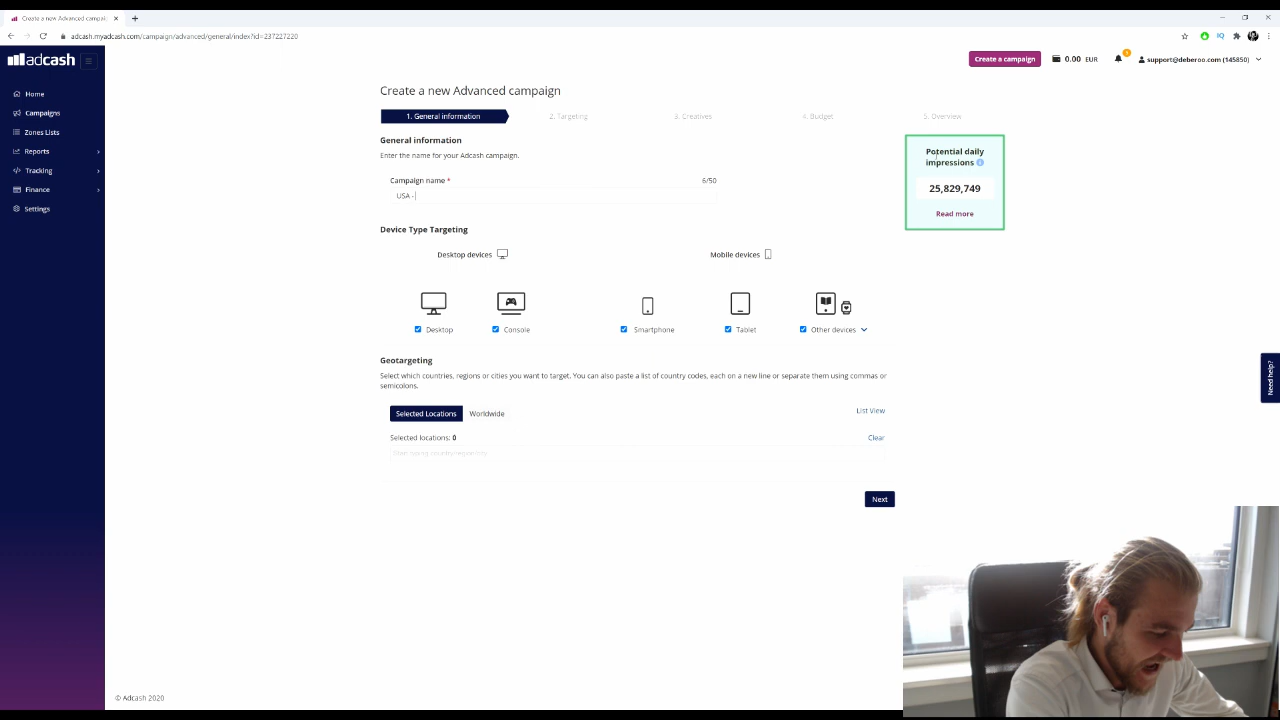 Create a new Advanced campai
adcash.myadcash.com/campaign/advanced/general/index?id=237227220
adcash
Create a campaign
0.00 EUR
support@deberoo.com (145850)
Home
Campaigns
Zones Lists
Reports
Tracking
Finance
Settings
Create a new Advanced campaign
1. General information
2. Targeting
3. Creatives
4. Budget
5. Overview
General information
Enter the name for your Adcash campaign.
Campaign name *
6/50
USA -
Potential daily
impressions
25,829,749
Read more
Device Type Targeting
Desktop devices
Mobile devices
Desktop
Console
Smartphone
Tablet
Other devices
Geotargeting
Select which countries, regions or cities you want to target. You can also paste a list of country codes, each on a new line or separate them using commas or
semicolons.
Selected Locations
Worldwide
List View
Selected locations: 0
Clear
Next
Need help?
© Adcash 2020